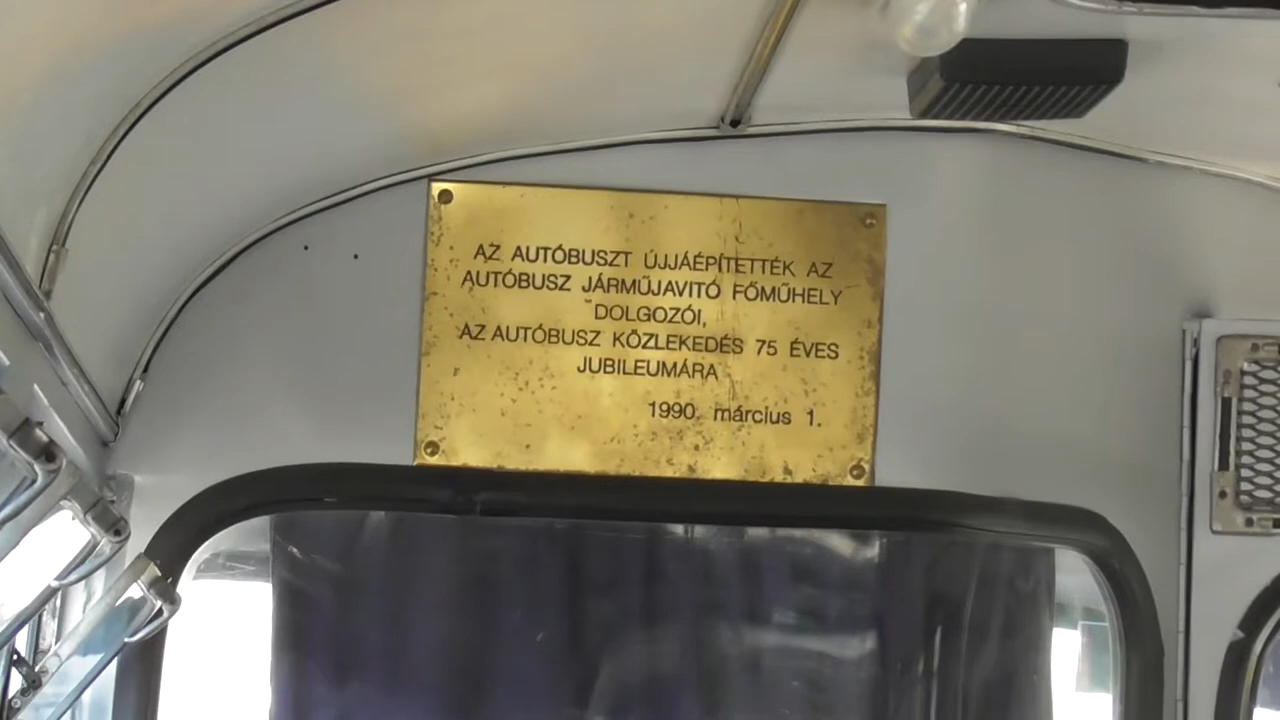 AZ AUTÓBUSZT ÚJJÁÉPÍTETTÉK AZ
AUTÓBUSZ JÁRMŰJAVITÓ FŐMŰHELY
DOLGOZÓI,
AZ AUTÓBUSZ KÖZLEKEDÉS 75 ÉVES
JUBILEUMÁRA
1990. március 1.